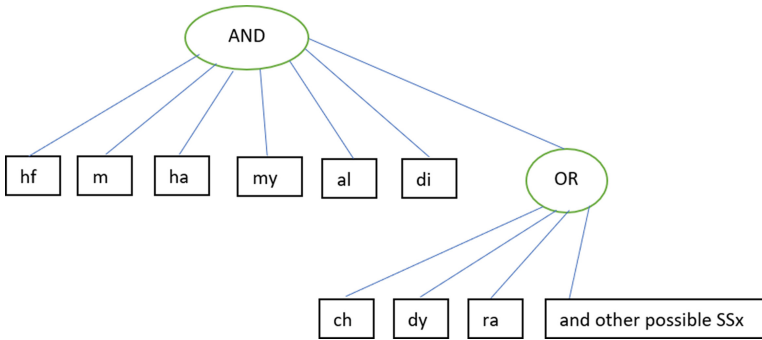 AND
hf
m
ha
my
al
di
OR
ch
dy
ra
and other possible SSx